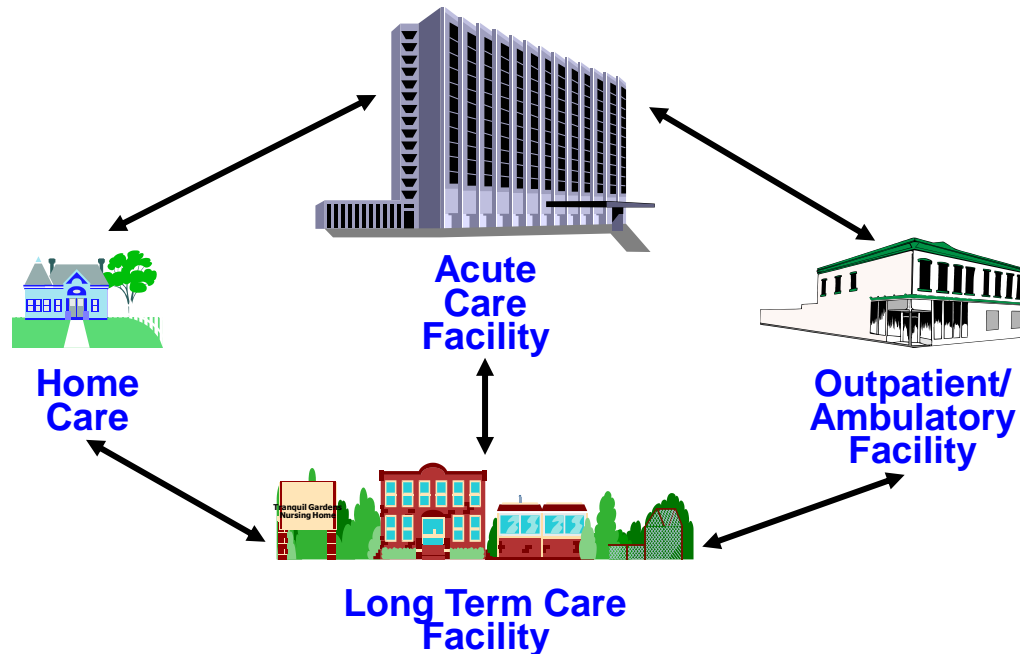 Acute
Care
Facility
Home
Care
Outpatient/
Ambulatory
Facility
Tranquil Gardens
Nursing Home
Long Term Care
Facility